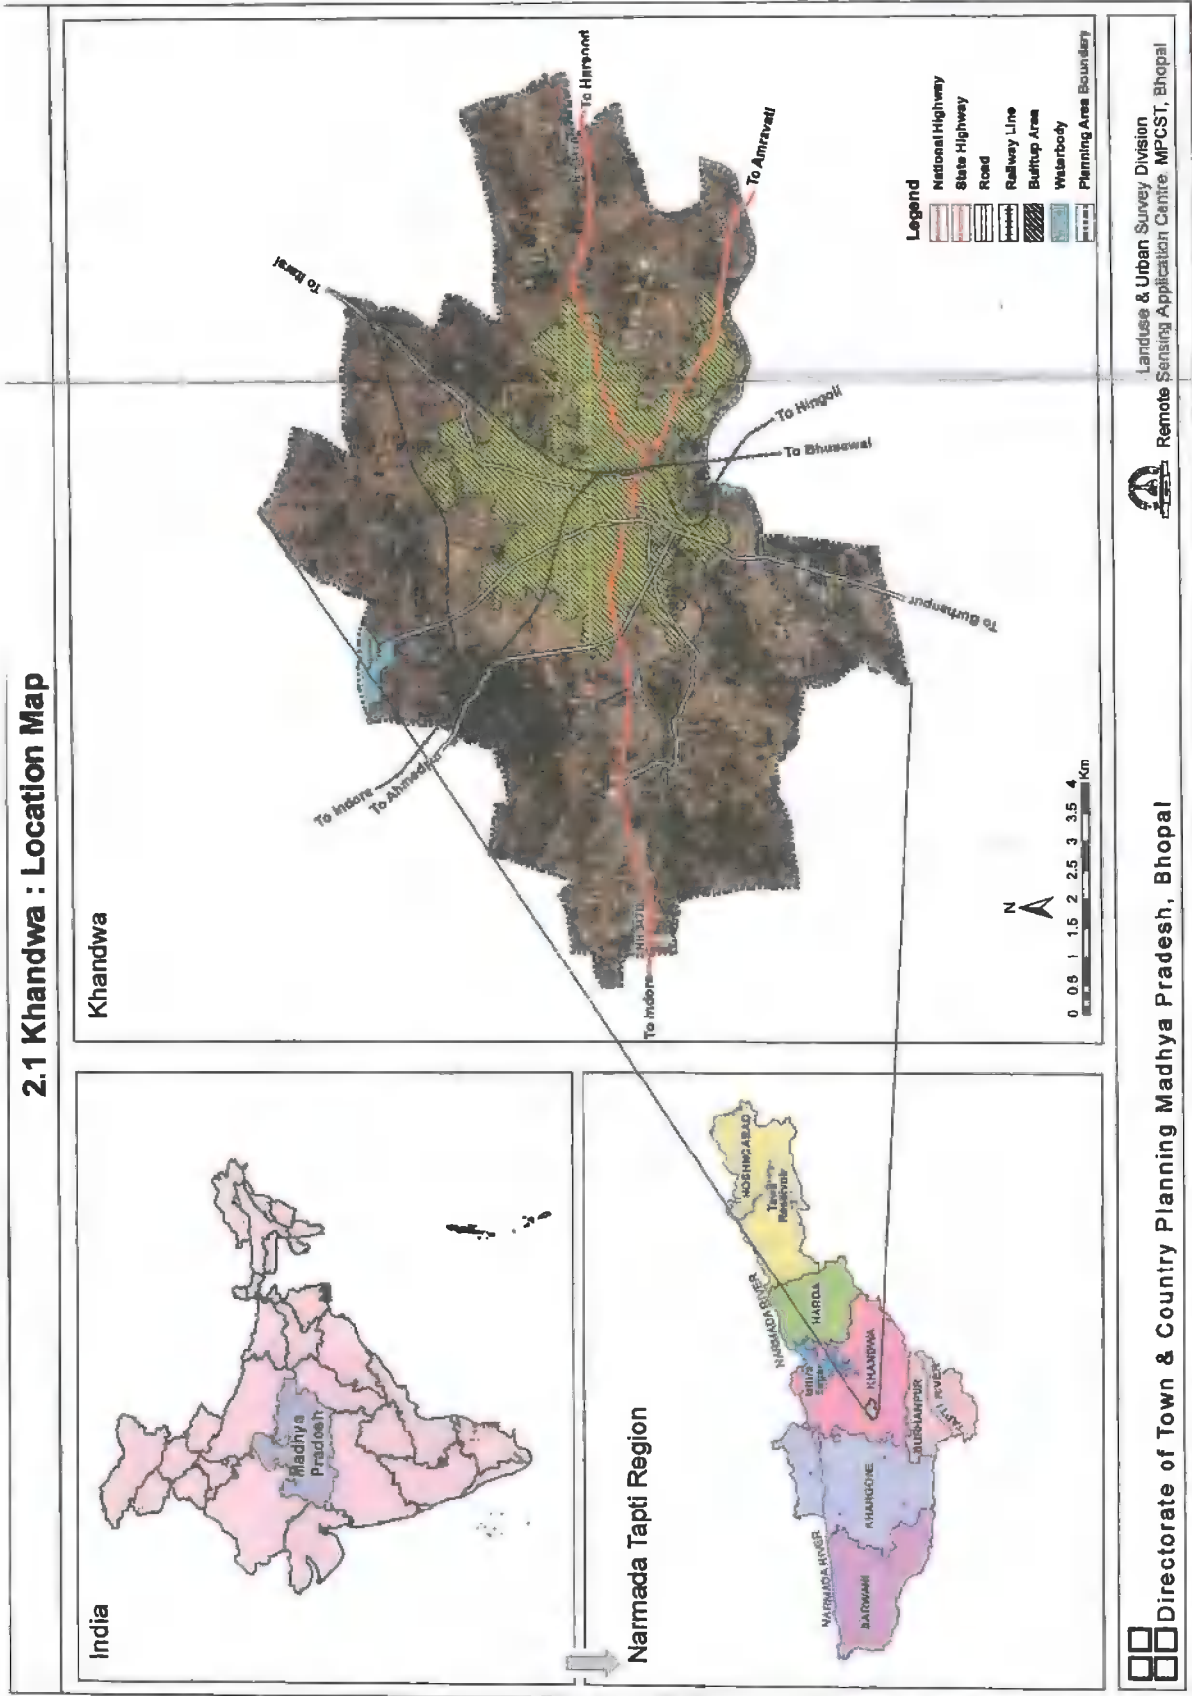 2.1 Khandwa : Location Map
India
Madhya
Pradesh
Narmada Tapti Region
NARMADA RIVER
NARMADA RIVER
HOSHNGABAD
Tawa
Reservoir
HARDA
KHANDWA
KHARGONE
BARWANI
BURHANPUR
TAPTI RIVER
Khandwa
To Itarsi
To Harsood
To Amravati
To Hingoli
To Bhusawal
To Burhanpur
To Indore
To Indore
N
0 0.5 1 1.5 2 2.5 3 3.5 4
Km
Legend
National Highway
State Highway
Road
Railway Line
Builtup Area
Waterbody
Planning Area Boundary
Directorate of Town & Country Planning Madhya Pradesh, Bhopal
Landuse & Urban Survey Division
Remote Sensing Application Centre, MPCST, Bhopal